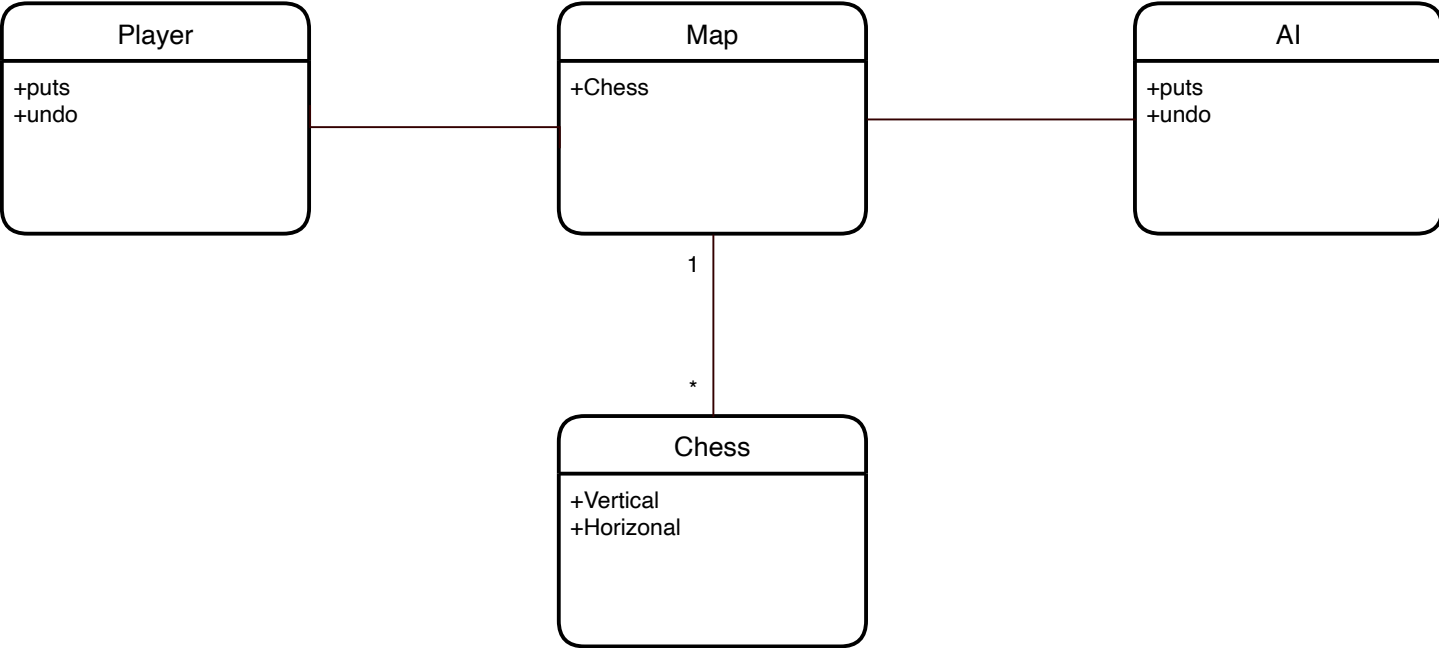 Player
+puts
+undo
Map
+Chess
AI
+puts
+undo
1
*
Chess
+Vertical
+Horizonal